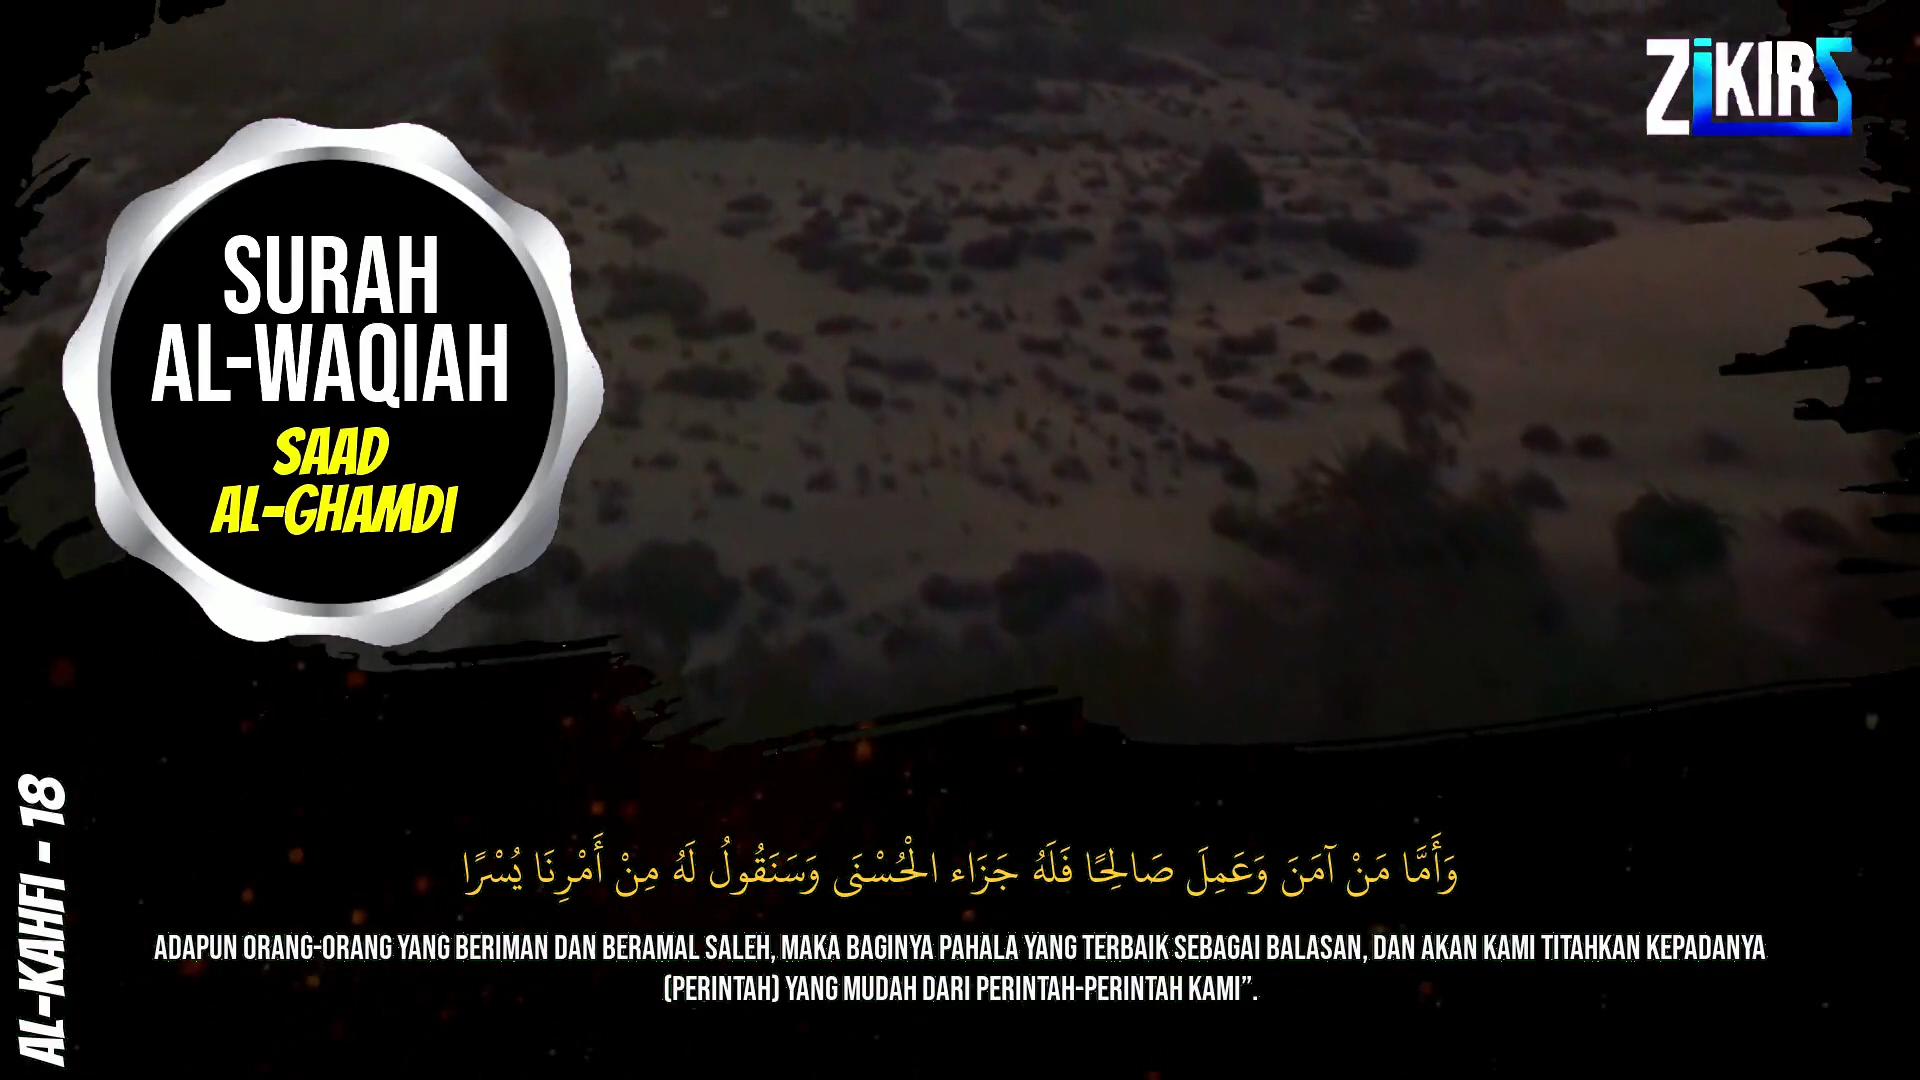 ZIKIRS
SURAH
AL-WAQIAH
SAAD
AL-GHAMDI
AL-KAHFI - 18
وَأَمَّا مَنْ آمَنَ وَعَمِلَ صَالِحًا فَلَهُ جَزَاء الْحُسْنَى وَسَنَقُولُ لَهُ مِنْ أَمْرِنَا يُسْرًا
ADAPUN ORANG-ORANG YANG BERIMAN DAN BERAMAL SALEH, MAKA BAGINYA PAHALA YANG TERBAIK SEBAGAI BALASAN, DAN AKAN KAMI TITAHKAN KEPADANYA
(PERINTAH) YANG MUDAH DARI PERINTAH-PERINTAH KAMI”.